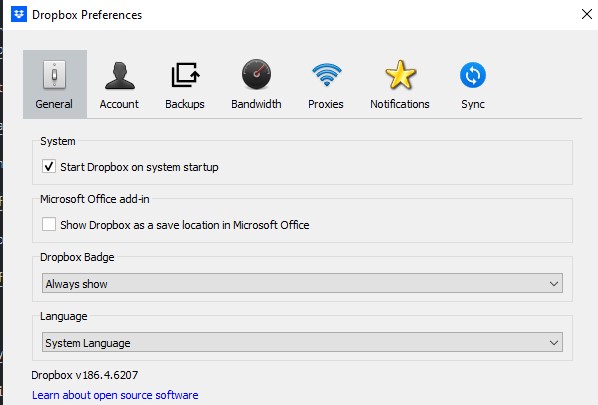 Dropbox Preferences
General Account Backups Bandwidth Proxies Notifications Sync
System
Start Dropbox on system startup
Microsoft Office add-in
Show Dropbox as a save location in Microsoft Office
Dropbox Badge
Always show
Language
System Language
Dropbox v186.4.6207
Learn about open source software